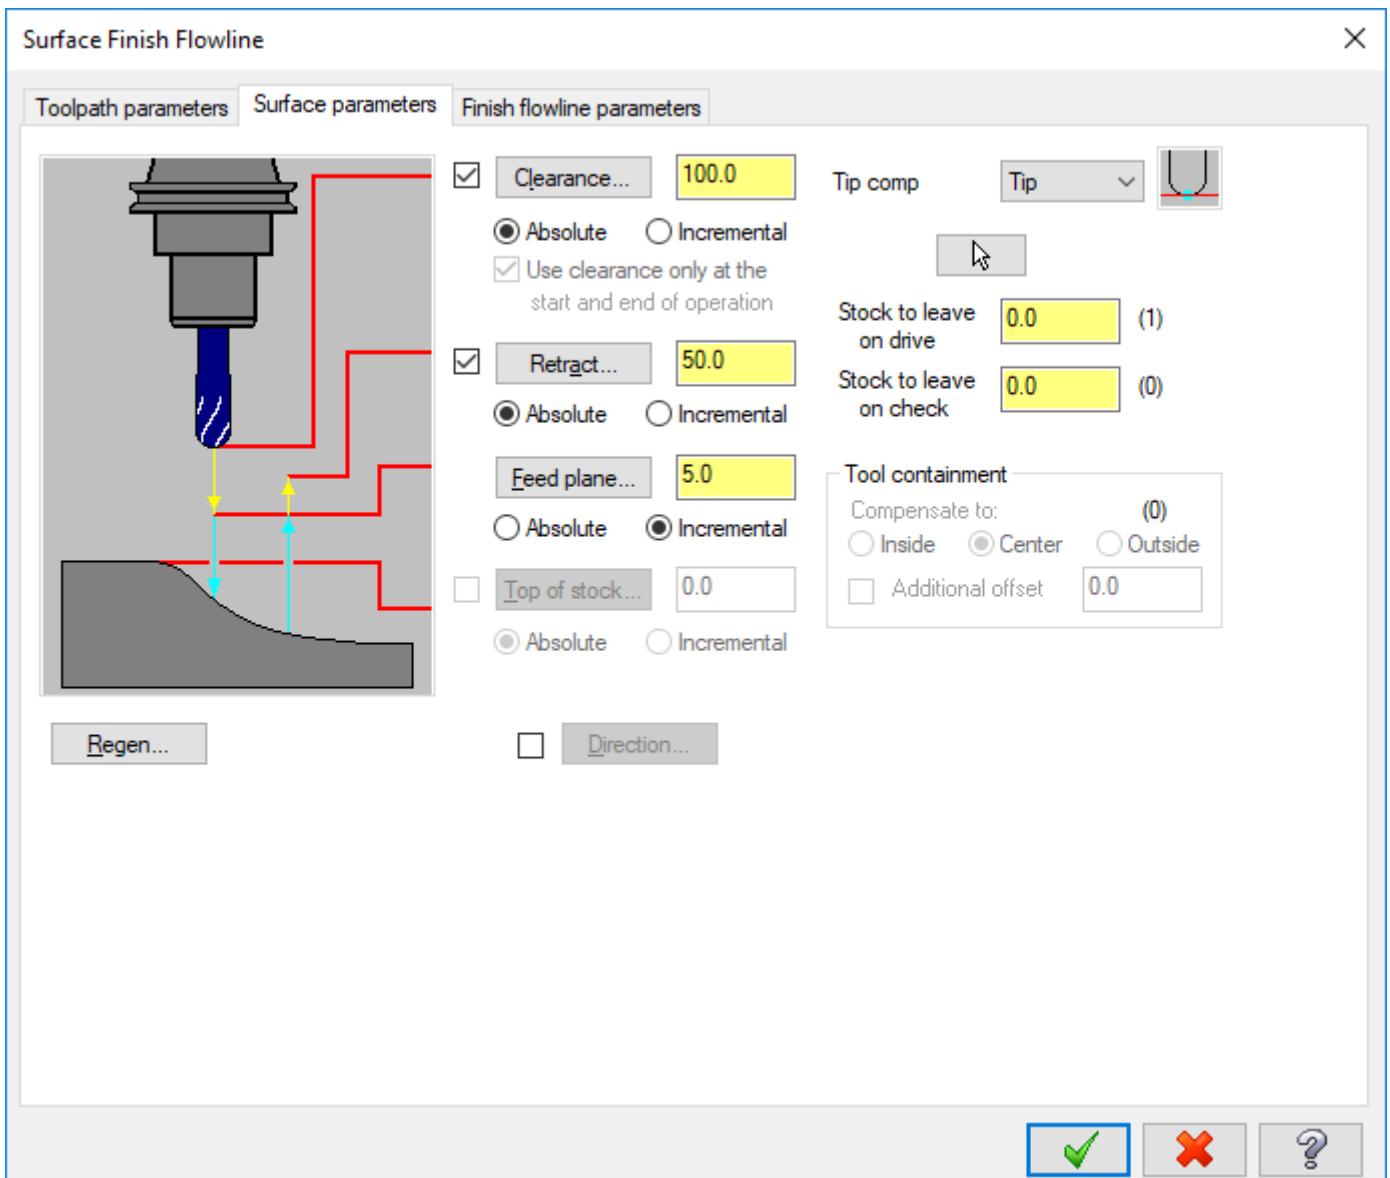 Surface Finish Flowline
Toolpath parameters
Surface parameters
Finish flowline parameters
Clearance...
100.0
Absolute
Incremental
Use clearance only at the
start and end of operation
Retract...
50.0
Absolute
Incremental
Feed plane...
5.0
Absolute
Incremental
Top of stock...
0.0
Absolute
Incremental
Tip comp
Tip
Stock to leave
on drive
0.0
(1)
Stock to leave
on check
0.0
(0)
Tool containment
Compensate to:
(0)
Inside
Center
Outside
Additional offset
0.0
Regen...
Direction...